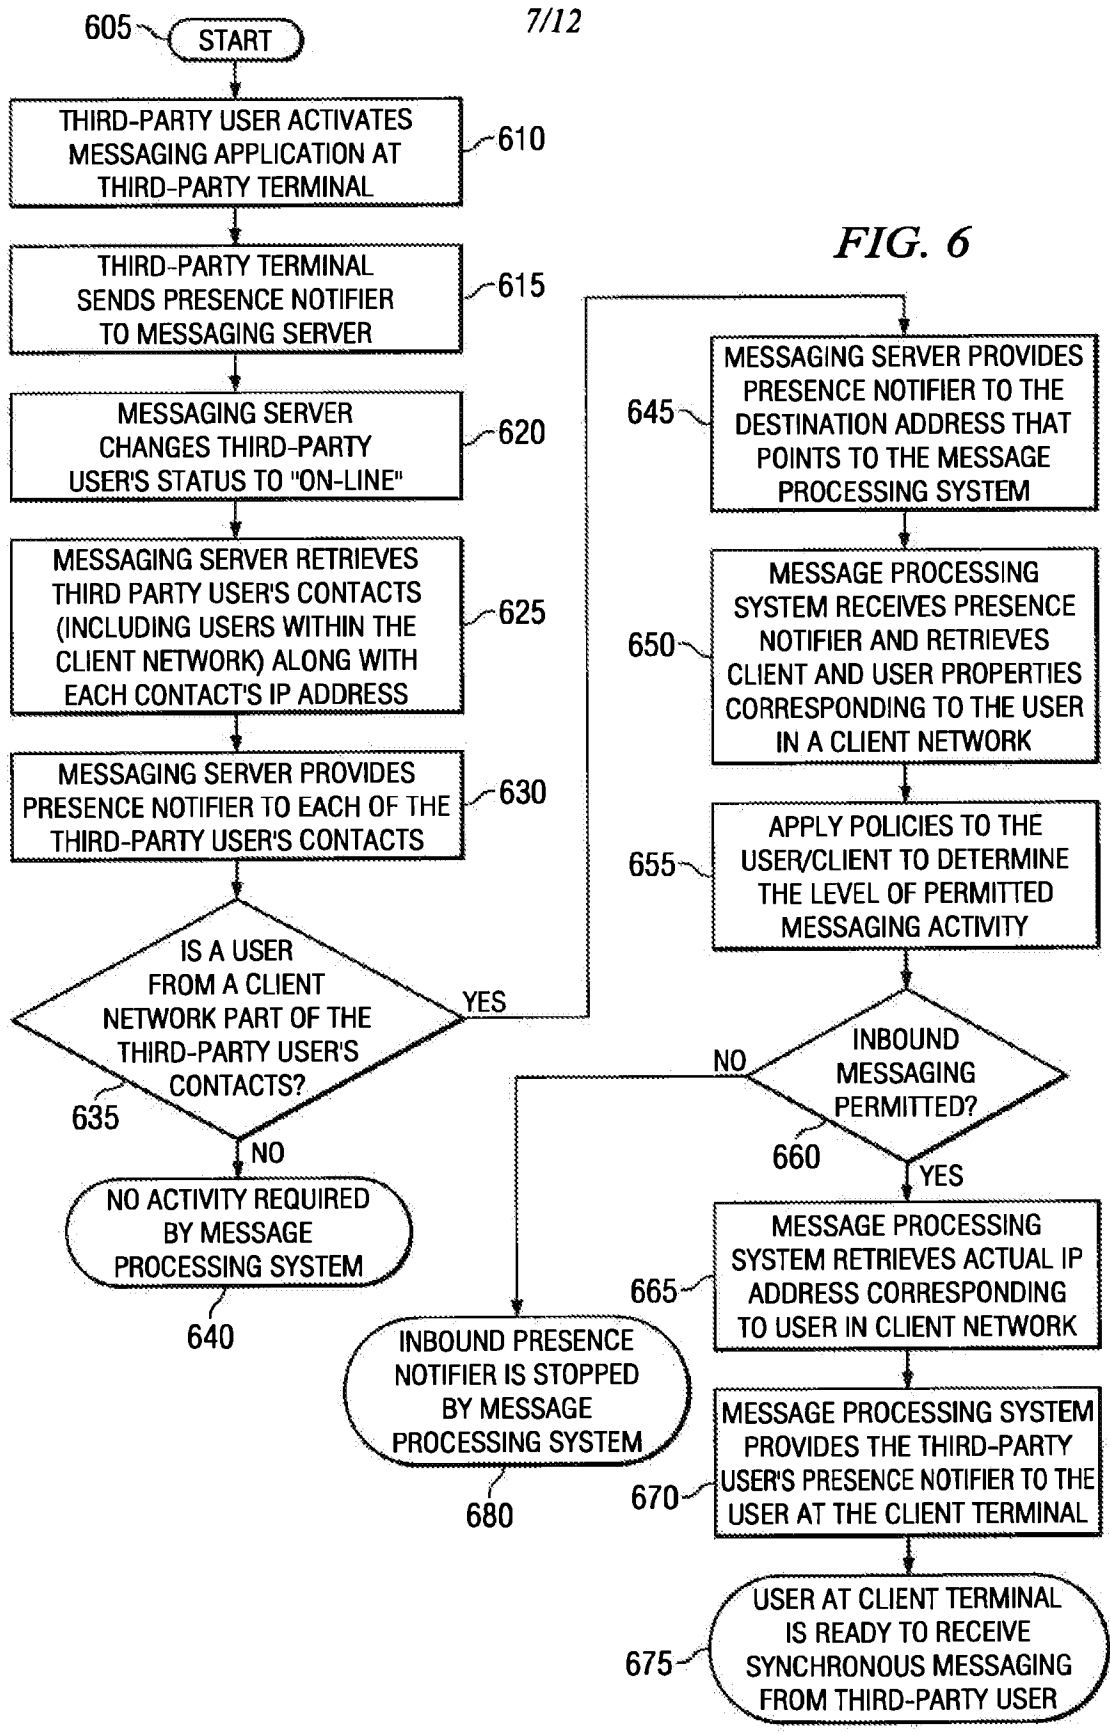 7/12
605
START
THIRD-PARTY USER ACTIVATES
MESSAGING APPLICATION AT
THIRD-PARTY TERMINAL
610
THIRD-PARTY TERMINAL
SENDS PRESENCE NOTIFIER
TO MESSAGING SERVER
615
MESSAGING SERVER
CHANGES THIRD-PARTY
USER'S STATUS TO "ON-LINE"
620
MESSAGING SERVER RETRIEVES
THIRD PARTY USER'S CONTACTS
(INCLUDING USERS WITHIN THE
CLIENT NETWORK) ALONG WITH
EACH CONTACT'S IP ADDRESS
625
MESSAGING SERVER PROVIDES
PRESENCE NOTIFIER TO EACH OF THE
THIRD-PARTY USER'S CONTACTS
630
IS A USER
FROM A CLIENT
NETWORK PART OF THE
THIRD-PARTY USER'S
CONTACTS?
635
YES
NO
NO ACTIVITY REQUIRED
BY MESSAGE
PROCESSING SYSTEM
640
FIG. 6
MESSAGING SERVER PROVIDES
PRESENCE NOTIFIER TO THE
DESTINATION ADDRESS THAT
POINTS TO THE MESSAGE
PROCESSING SYSTEM
645
MESSAGE PROCESSING
SYSTEM RECEIVES PRESENCE
NOTIFIER AND RETRIEVES
CLIENT AND USER PROPERTIES
CORRESPONDING TO THE USER
IN A CLIENT NETWORK
650
APPLY POLICIES TO THE
USER/CLIENT TO DETERMINE
THE LEVEL OF PERMITTED
MESSAGING ACTIVITY
655
INBOUND
MESSAGING
PERMITTED?
660
NO
YES
INBOUND PRESENCE
NOTIFIER IS STOPPED
BY MESSAGE
PROCESSING SYSTEM
680
MESSAGE PROCESSING
SYSTEM RETRIEVES ACTUAL IP
ADDRESS CORRESPONDING
TO USER IN CLIENT NETWORK
665
MESSAGE PROCESSING SYSTEM
PROVIDES THE THIRD-PARTY
USER'S PRESENCE NOTIFIER TO THE
USER AT THE CLIENT TERMINAL
670
USER AT CLIENT TERMINAL
IS READY TO RECEIVE
SYNCHRONOUS MESSAGING
FROM THIRD-PARTY USER
675